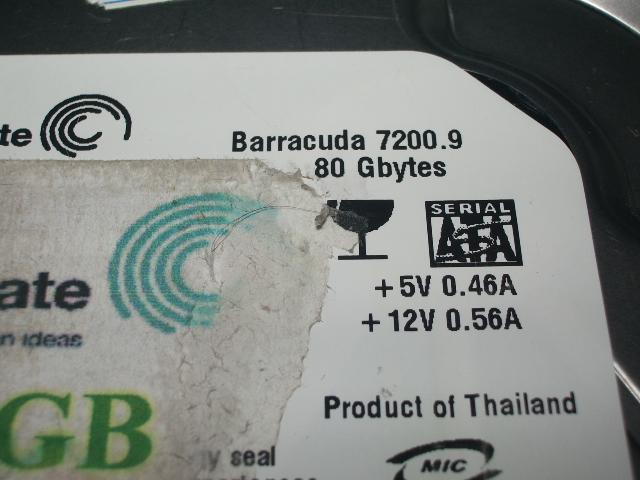 ate
Barracuda 7200.9
80 Gbytes
SERIAL
ATA
+5V 0.46A
+12V 0.56A
ate
n ideas
GB
Product of Thailand
seal
MIC